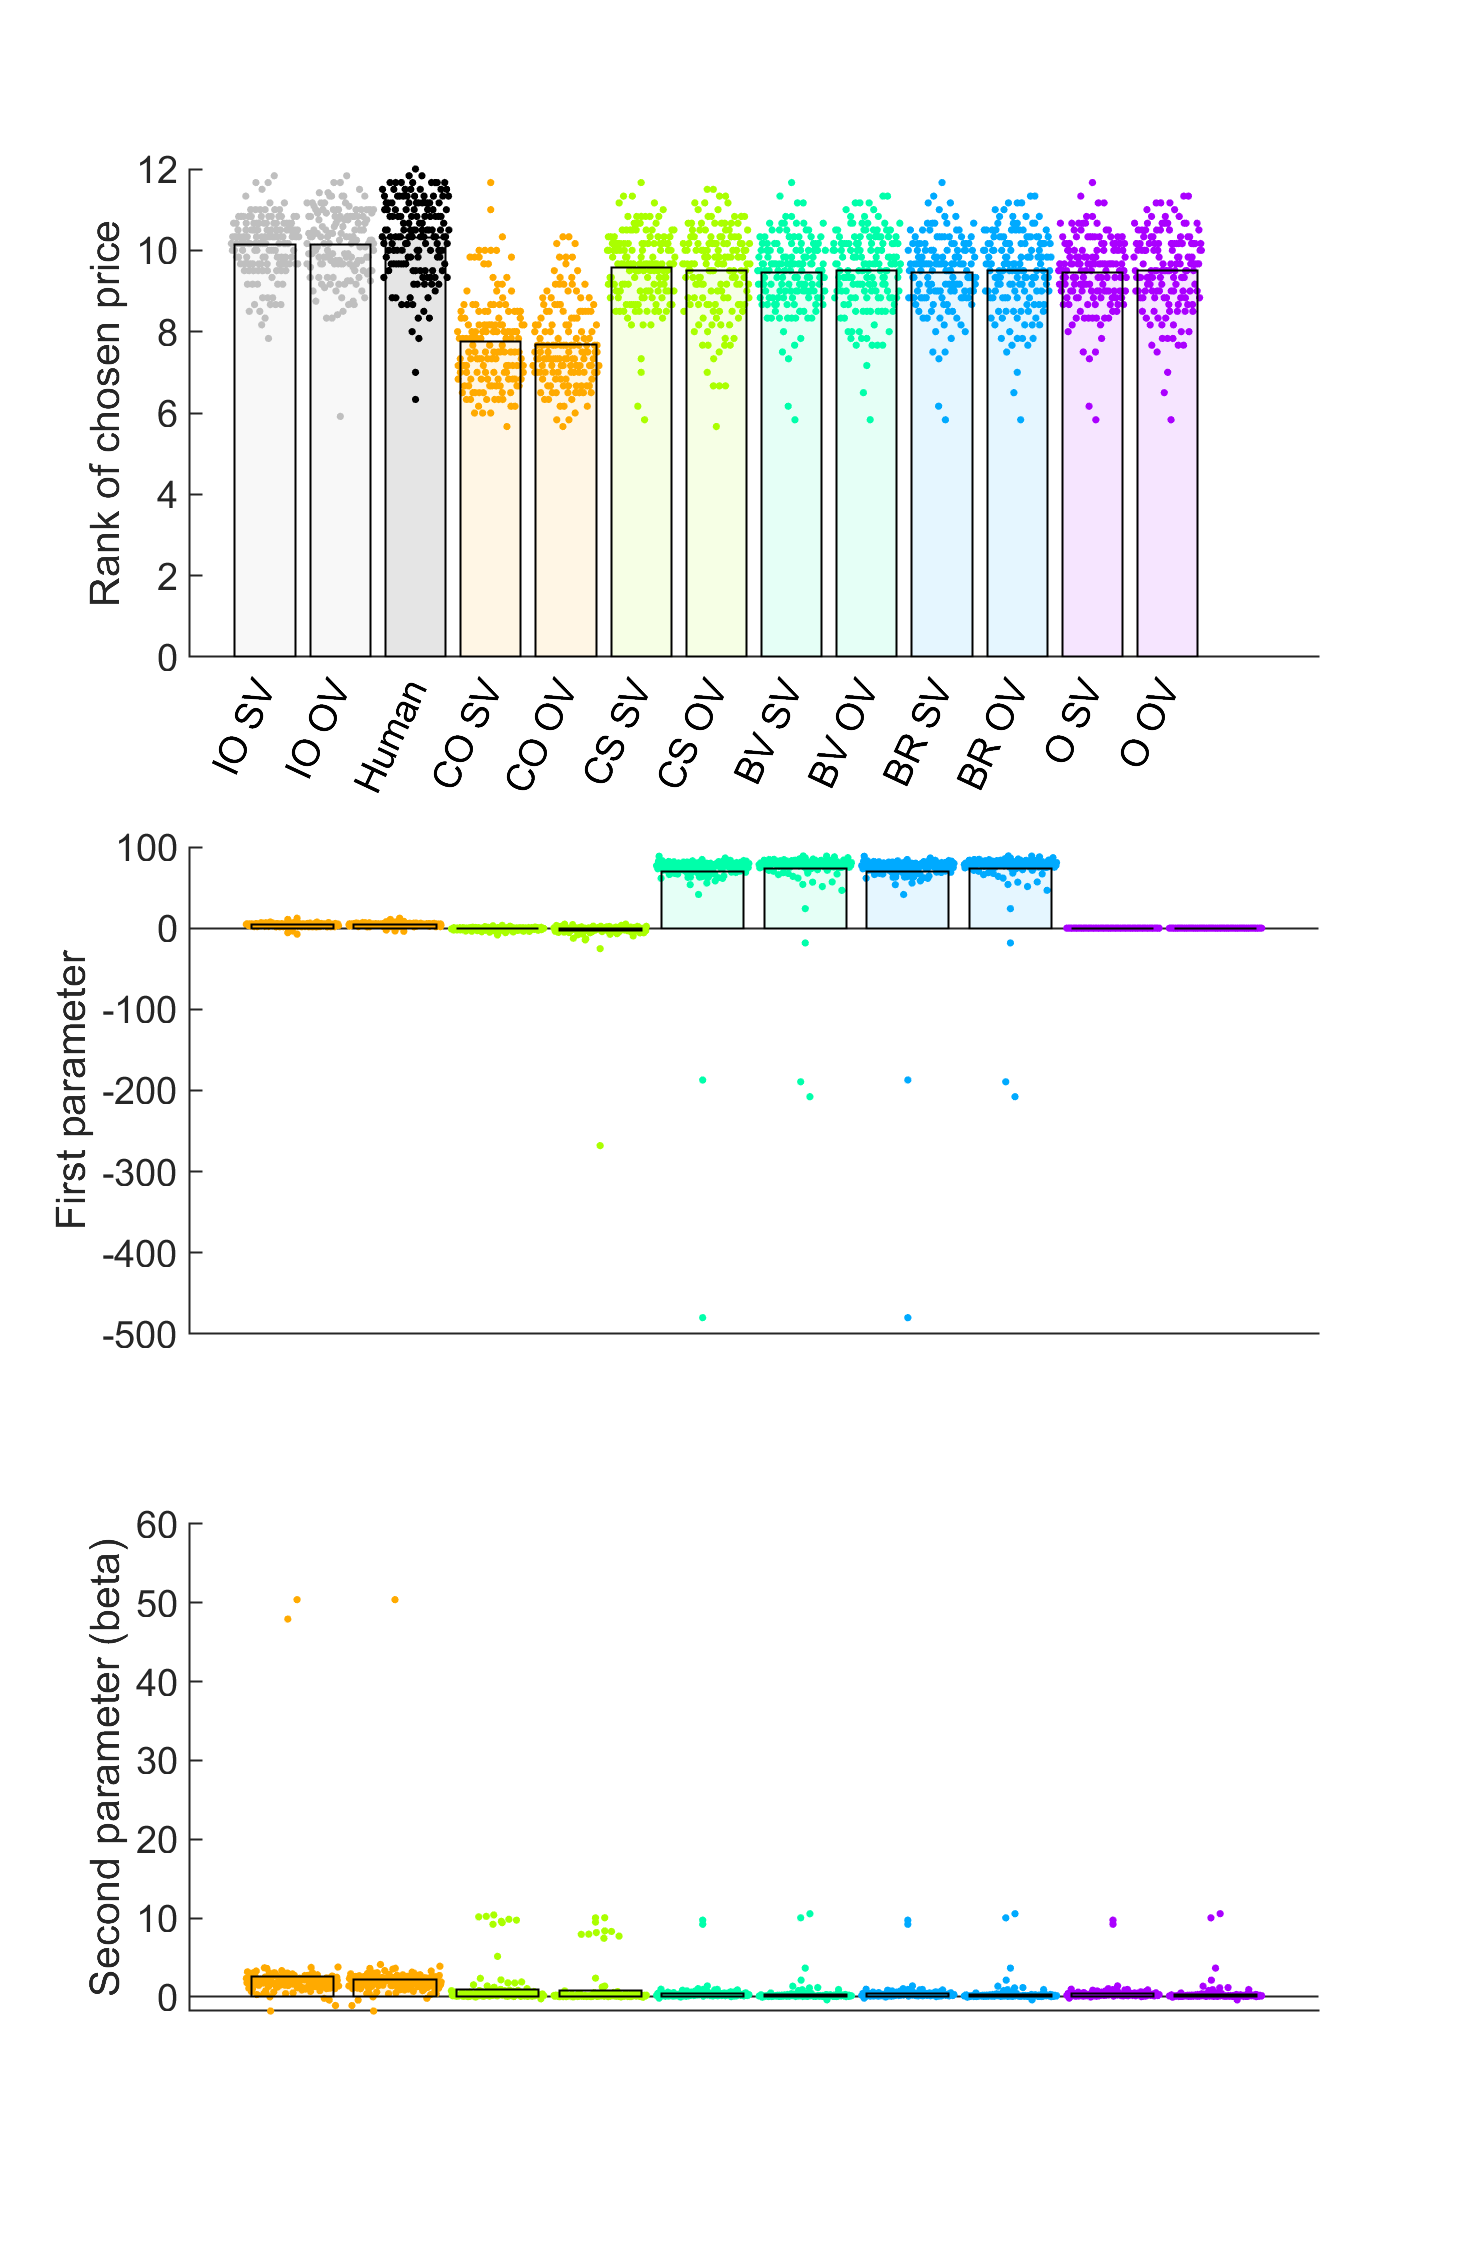 Rank of chosen price
12
10
8
6
4
2
0
IO SV
IO OV
Human
CO SV
CO OV
CS SV
CS OV
BV SV
BV OV
BR SV
BR OV
O SV
O OV
First parameter
100
0
-100
-200
-300
-400
-500
Second parameter (beta)
60
50
40
30
20
10
0